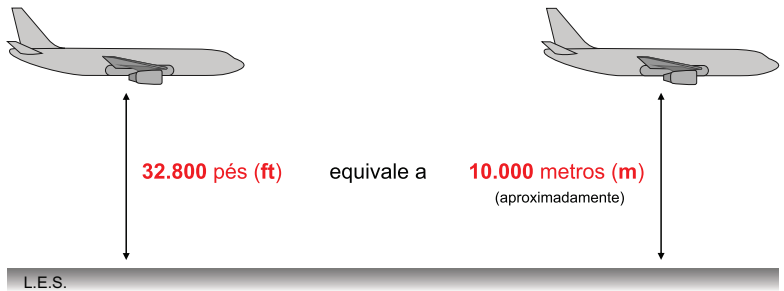 32.800 pés (ft) equivale a 10.000 metros (m)
(aproximadamente)
L.E.S.